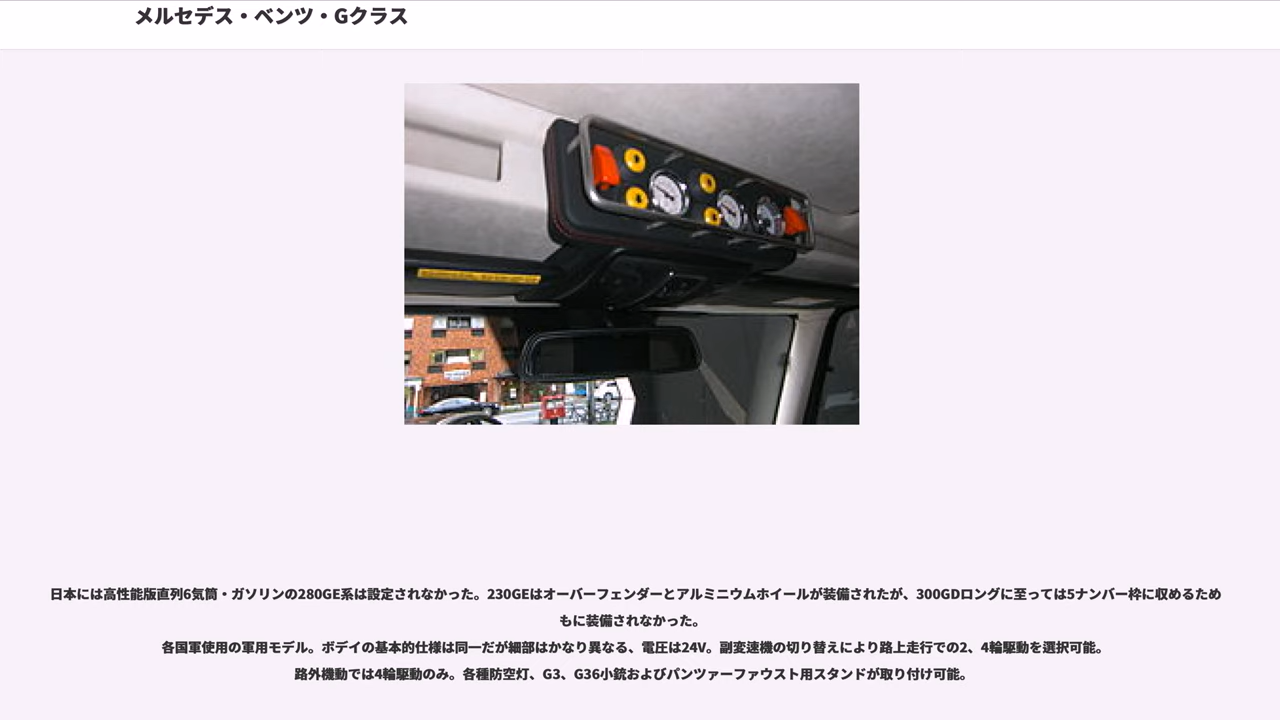 メルセデス・ベンツ・Gクラス
日本には高性能版直列6気筒・ガソリンの280GE系は設定されなかった。230GEはオーバーフェンダーとアルミニウムホイールが装備されたが、300GDロングに至っては5ナンバー枠に収めるため
もに装備されなかった。
各国軍使用の軍用モデル。ボデイの基本的仕様は同一だが細部はかなり異なる、電圧は24V。副変速機の切り替えにより路上走行での2、4輪駆動を選択可能。
路外機動では4輪駆動のみ。各種防空灯、G3、G36小銃およびパンツァーファウスト用スタンドが取り付け可能。